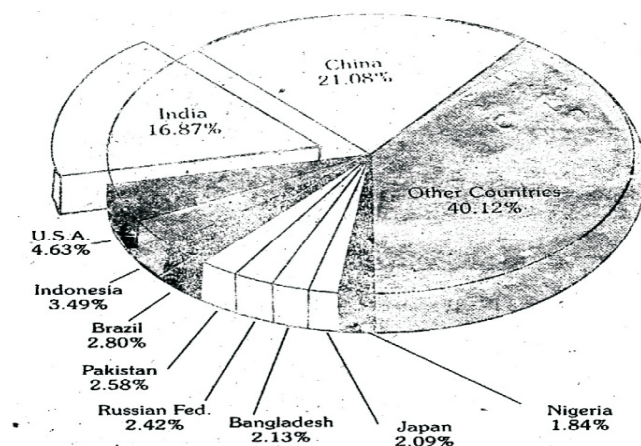 China
21.08%
India
16.87%
Other Countries
40.12%
U.S.A.
4.63%
Indonesia
3.49%
Brazil
2.80%
Pakistan
2.58%
Russian Fed.
2.42%
Bangladesh
2.13%
Japan
2.09%
Nigeria
1.84%